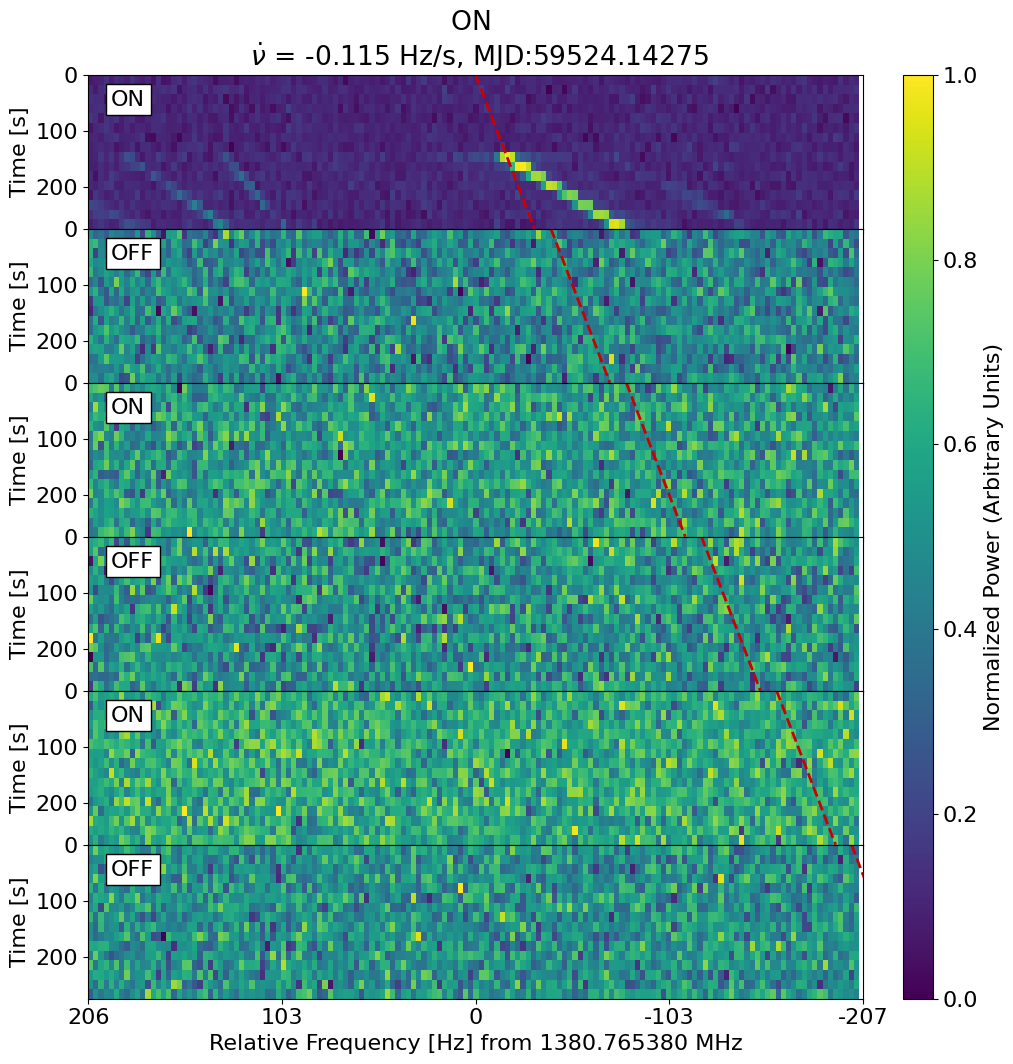 ON
ν̇ = -0.115 Hz/s, MJD:59524.14275
0
100
200
Time [s]
ON
0
100
200
Time [s]
OFF
0
100
200
Time [s]
ON
0
100
200
Time [s]
OFF
0
100
200
Time [s]
ON
0
100
200
Time [s]
OFF
206 103 0 -103 -207
Relative Frequency [Hz] from 1380.765380 MHz
1.0
0.8
0.6
0.4
0.2
0.0
Normalized Power (Arbitrary Units)